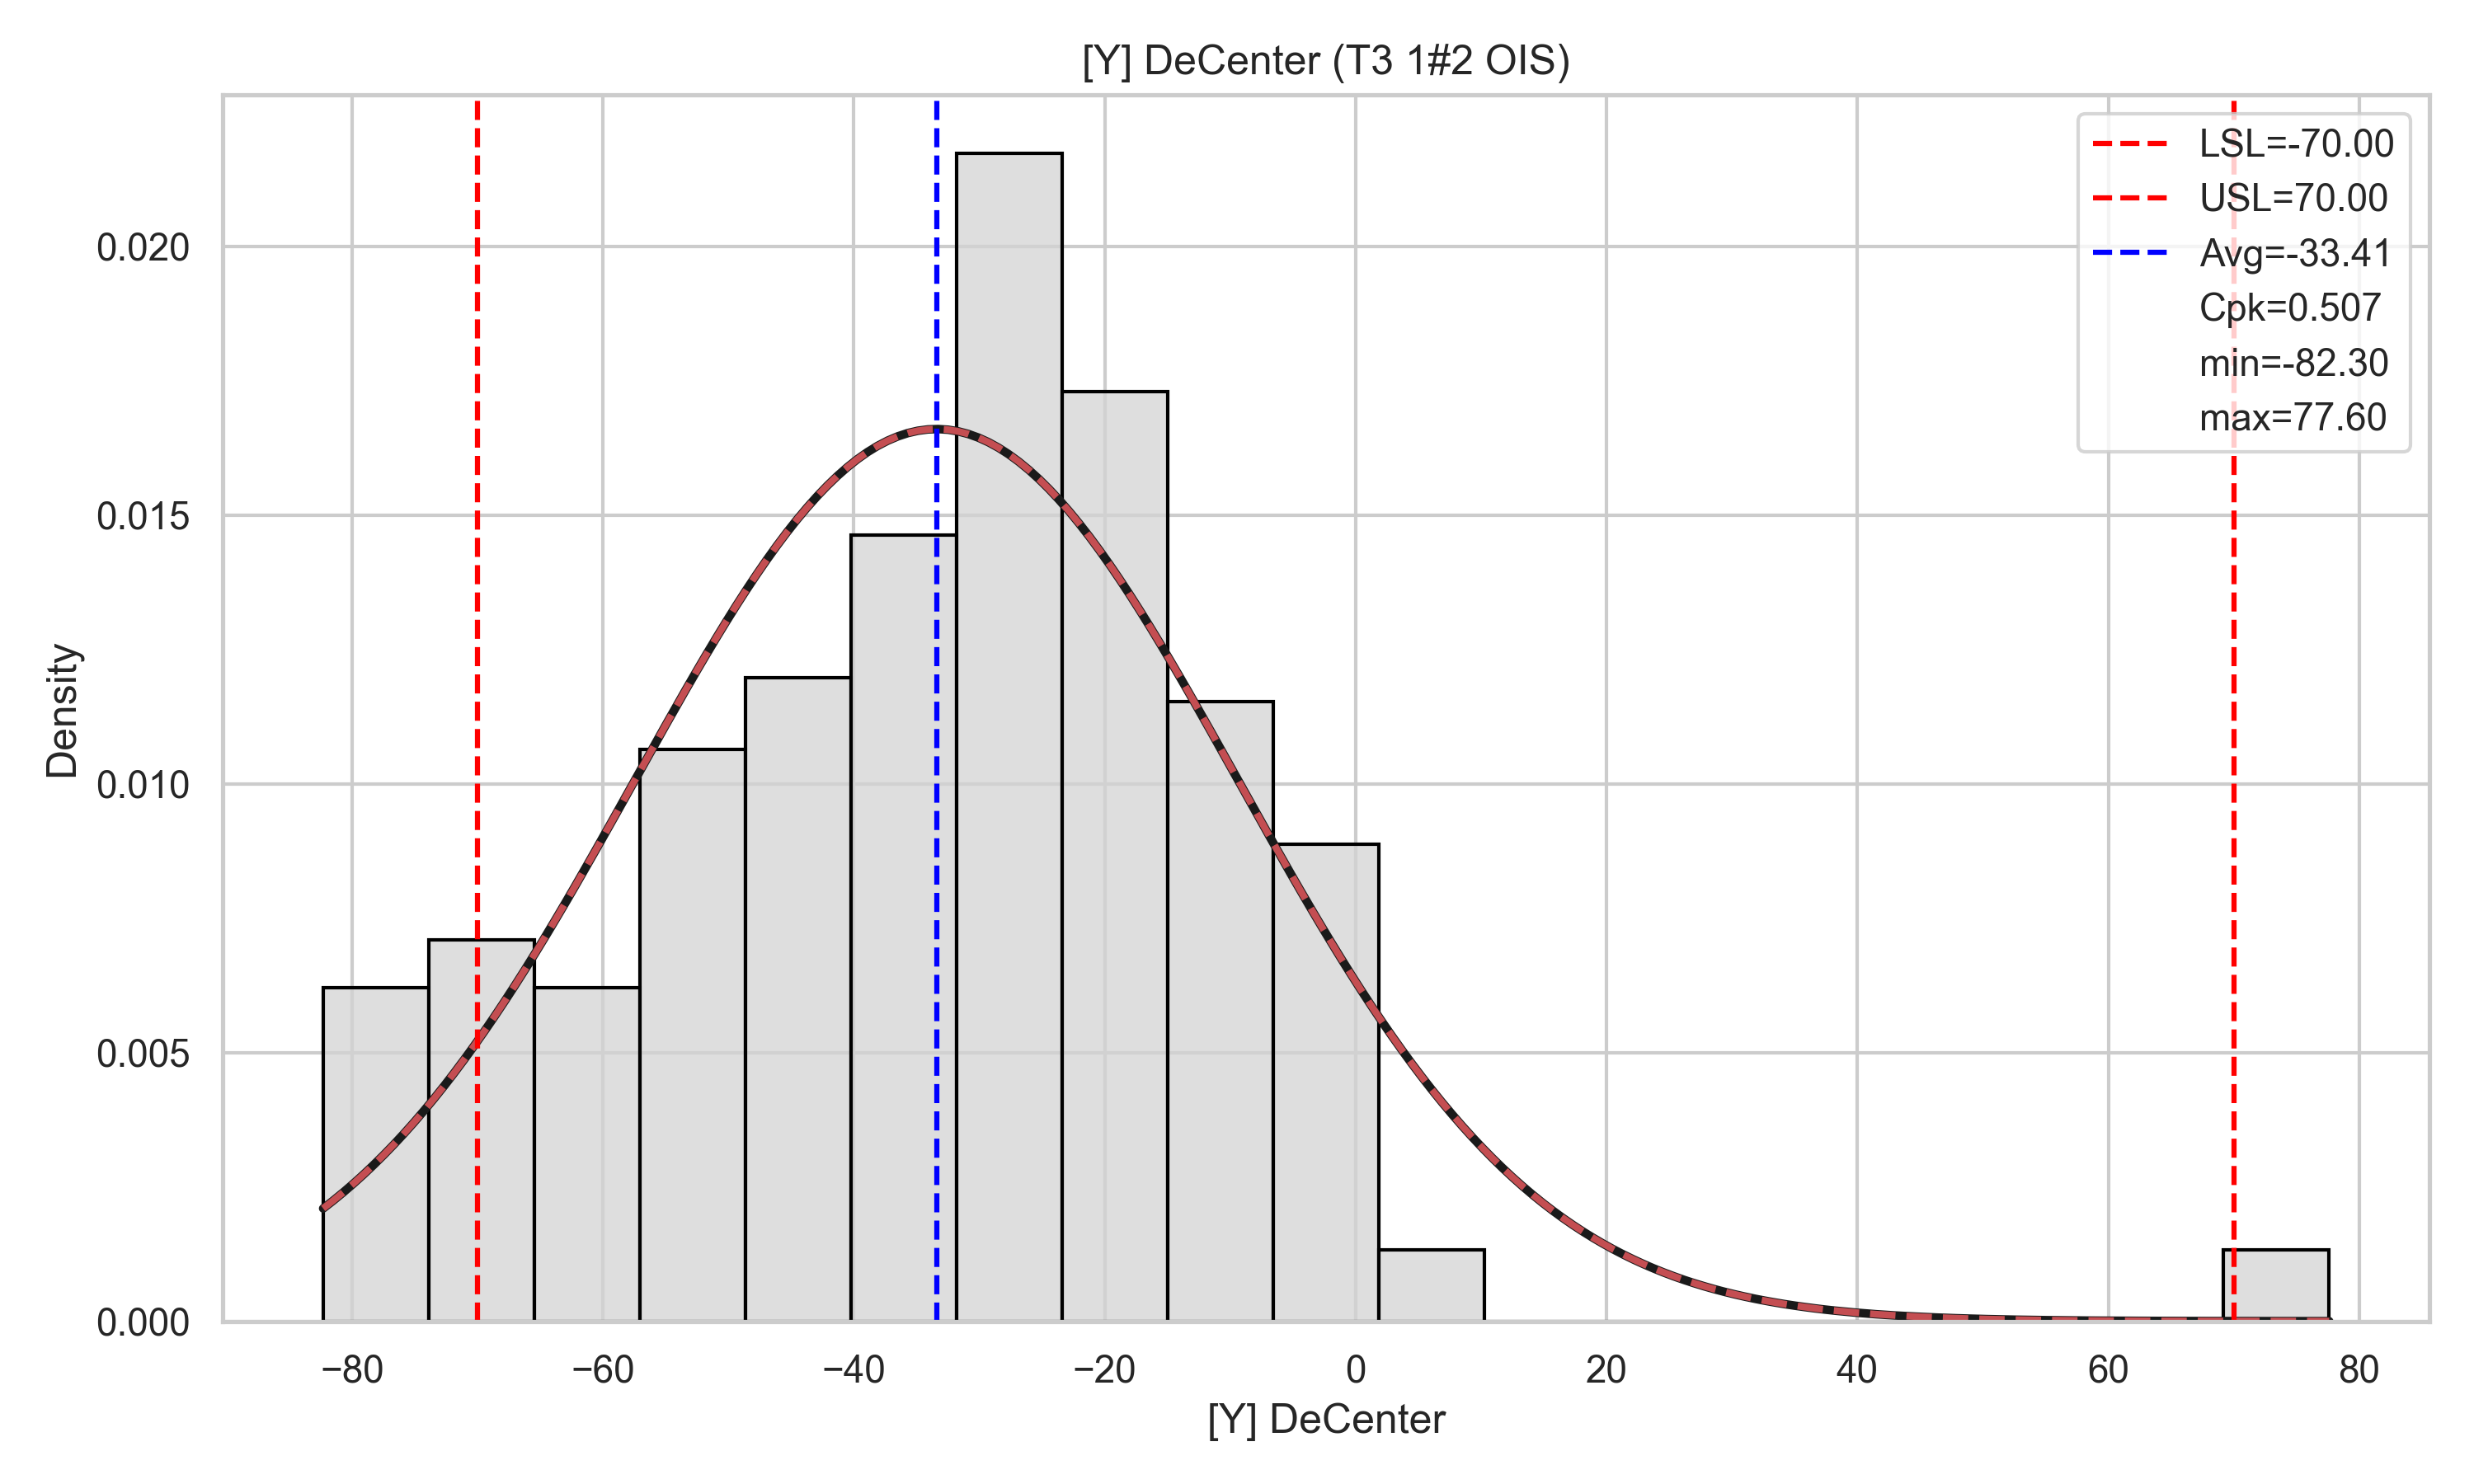 [Y] DeCenter (T3 1#2 OIS)
LSL=-70.00
USL=70.00
Avg=-33.41
Cpk=0.507
min=-82.30
max=77.60
Density
0.020
0.015
0.010
0.005
0.000
−80 −60 −40 −20 0 20 40 60 80
[Y] DeCenter